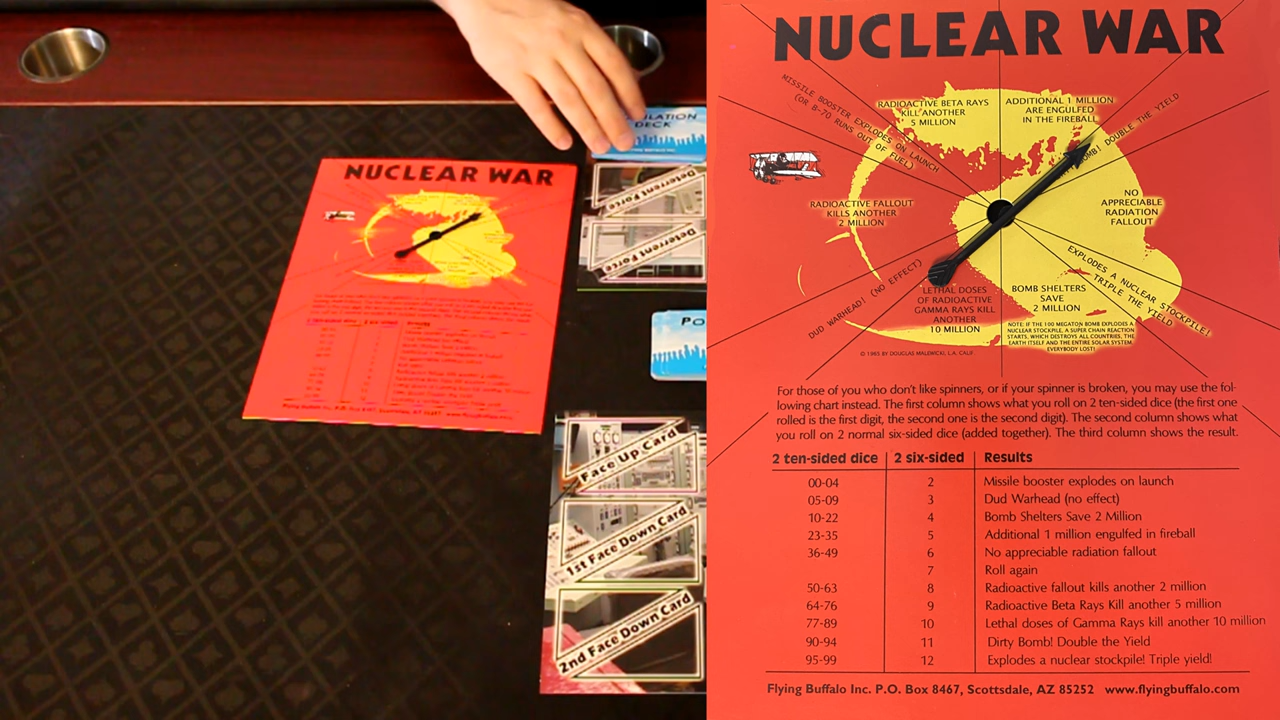 NUCLEAR WAR
ULATION
DECK
Deterrent Force
Deterrent Force
PO
Face Up Card
1st Face Down Card
2nd Face Down Card
Flying Buffalo Inc. P.O. Box 8467 Scottsdale, AZ 85252 www.flyingbuffalo.com
NUCLEAR WAR
MISSILE BOOSTER EXPLODES ON LAUNCH
(OR B-70 RUNS OUT OF FUEL)
RADIOACTIVE BETA RAYS
KILL ANOTHER
5 MILLION
ADDITIONAL 1 MILLION
ARE ENGULFED
IN THE FIREBALL
BOMB! DOUBLE THE YIELD
NO
APPRECIABLE
RADIATION
FALLOUT
RADIOACTIVE FALLOUT
KILLS ANOTHER
2 MILLION
EXPLODES A NUCLEAR STOCKPILE!
TRIPLE THE YIELD
DUD WARHEAD! (NO EFFECT)
LETHAL DOSES
OF RADIOACTIVE
GAMMA RAYS KILL
ANOTHER
10 MILLION
BOMB SHELTERS
SAVE
2 MILLION
NOTE: IF THE 100 MEGATON BOMB EXPLODES A
NUCLEAR STOCKPILE, A SUPER CHAIN REACTION
STARTS, WHICH DESTROYS ALL COUNTRIES, THE
EARTH ITSELF AND THE ENTIRE SOLAR SYSTEM.
EVERYBODY LOST!
© 1965 BY DOUGLAS MALEWICKI, L.A. CALIF.
For those of you who don't like spinners, or if your spinner is broken, you may use the fol-
lowing chart instead. The first column shows what you roll on 2 ten-sided dice (the first one
rolled is the first digit, the second one is the second digit). The second column shows what
you roll on 2 normal six-sided dice (added together). The third column shows the result.
2 ten-sided dice 2 six-sided Results
00-04 2 Missile booster explodes on launch
05-09 3 Dud Warhead (no effect)
10-22 4 Bomb Shelters Save 2 Million
23-35 5 Additional 1 million engulfed in fireball
36-49 6 No appreciable radiation fallout
7 Roll again
50-63 8 Radioactive fallout kills another 2 million
64-76 9 Radioactive Beta Rays Kill another 5 million
77-89 10 Lethal doses of Gamma Rays kill another 10 million
90-94 11 Dirty Bomb! Double the Yield
95-99 12 Explodes a nuclear stockpile! Triple yield!
Flying Buffalo Inc. P.O. Box 8467, Scottsdale, AZ 85252 www.flyingbuffalo.com